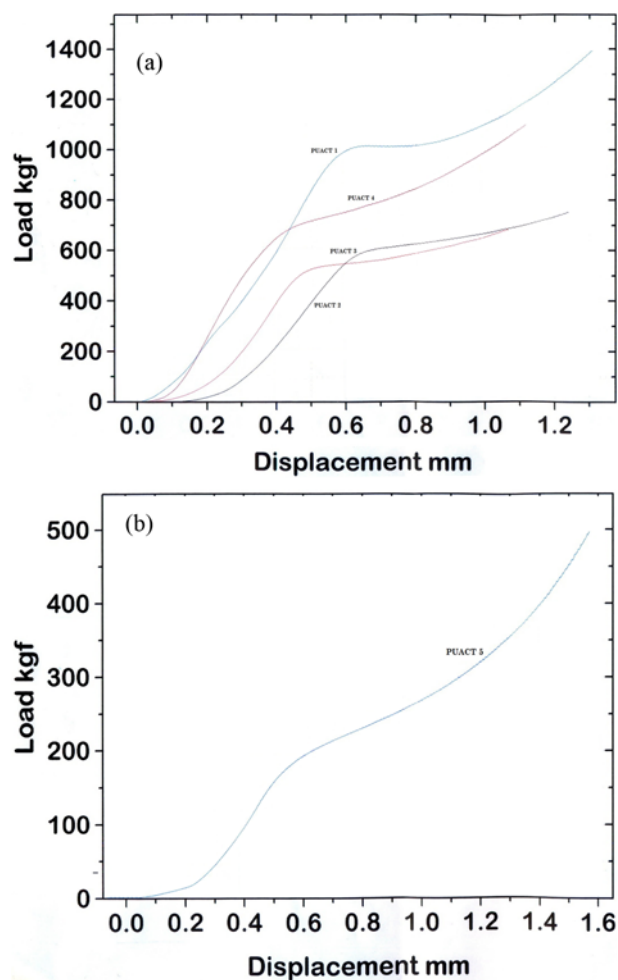 (a)
1400
1200
1000
800
600
400
200
0
Load kgf
PUACT 1
PUACT 4
PUACT 3
PUACT 2
0.0 0.2 0.4 0.6 0.8 1.0 1.2
Displacement mm
(b)
500
400
300
200
100
0
Load kgf
PUACT 5
0.0 0.2 0.4 0.6 0.8 1.0 1.2 1.4 1.6
Displacement mm